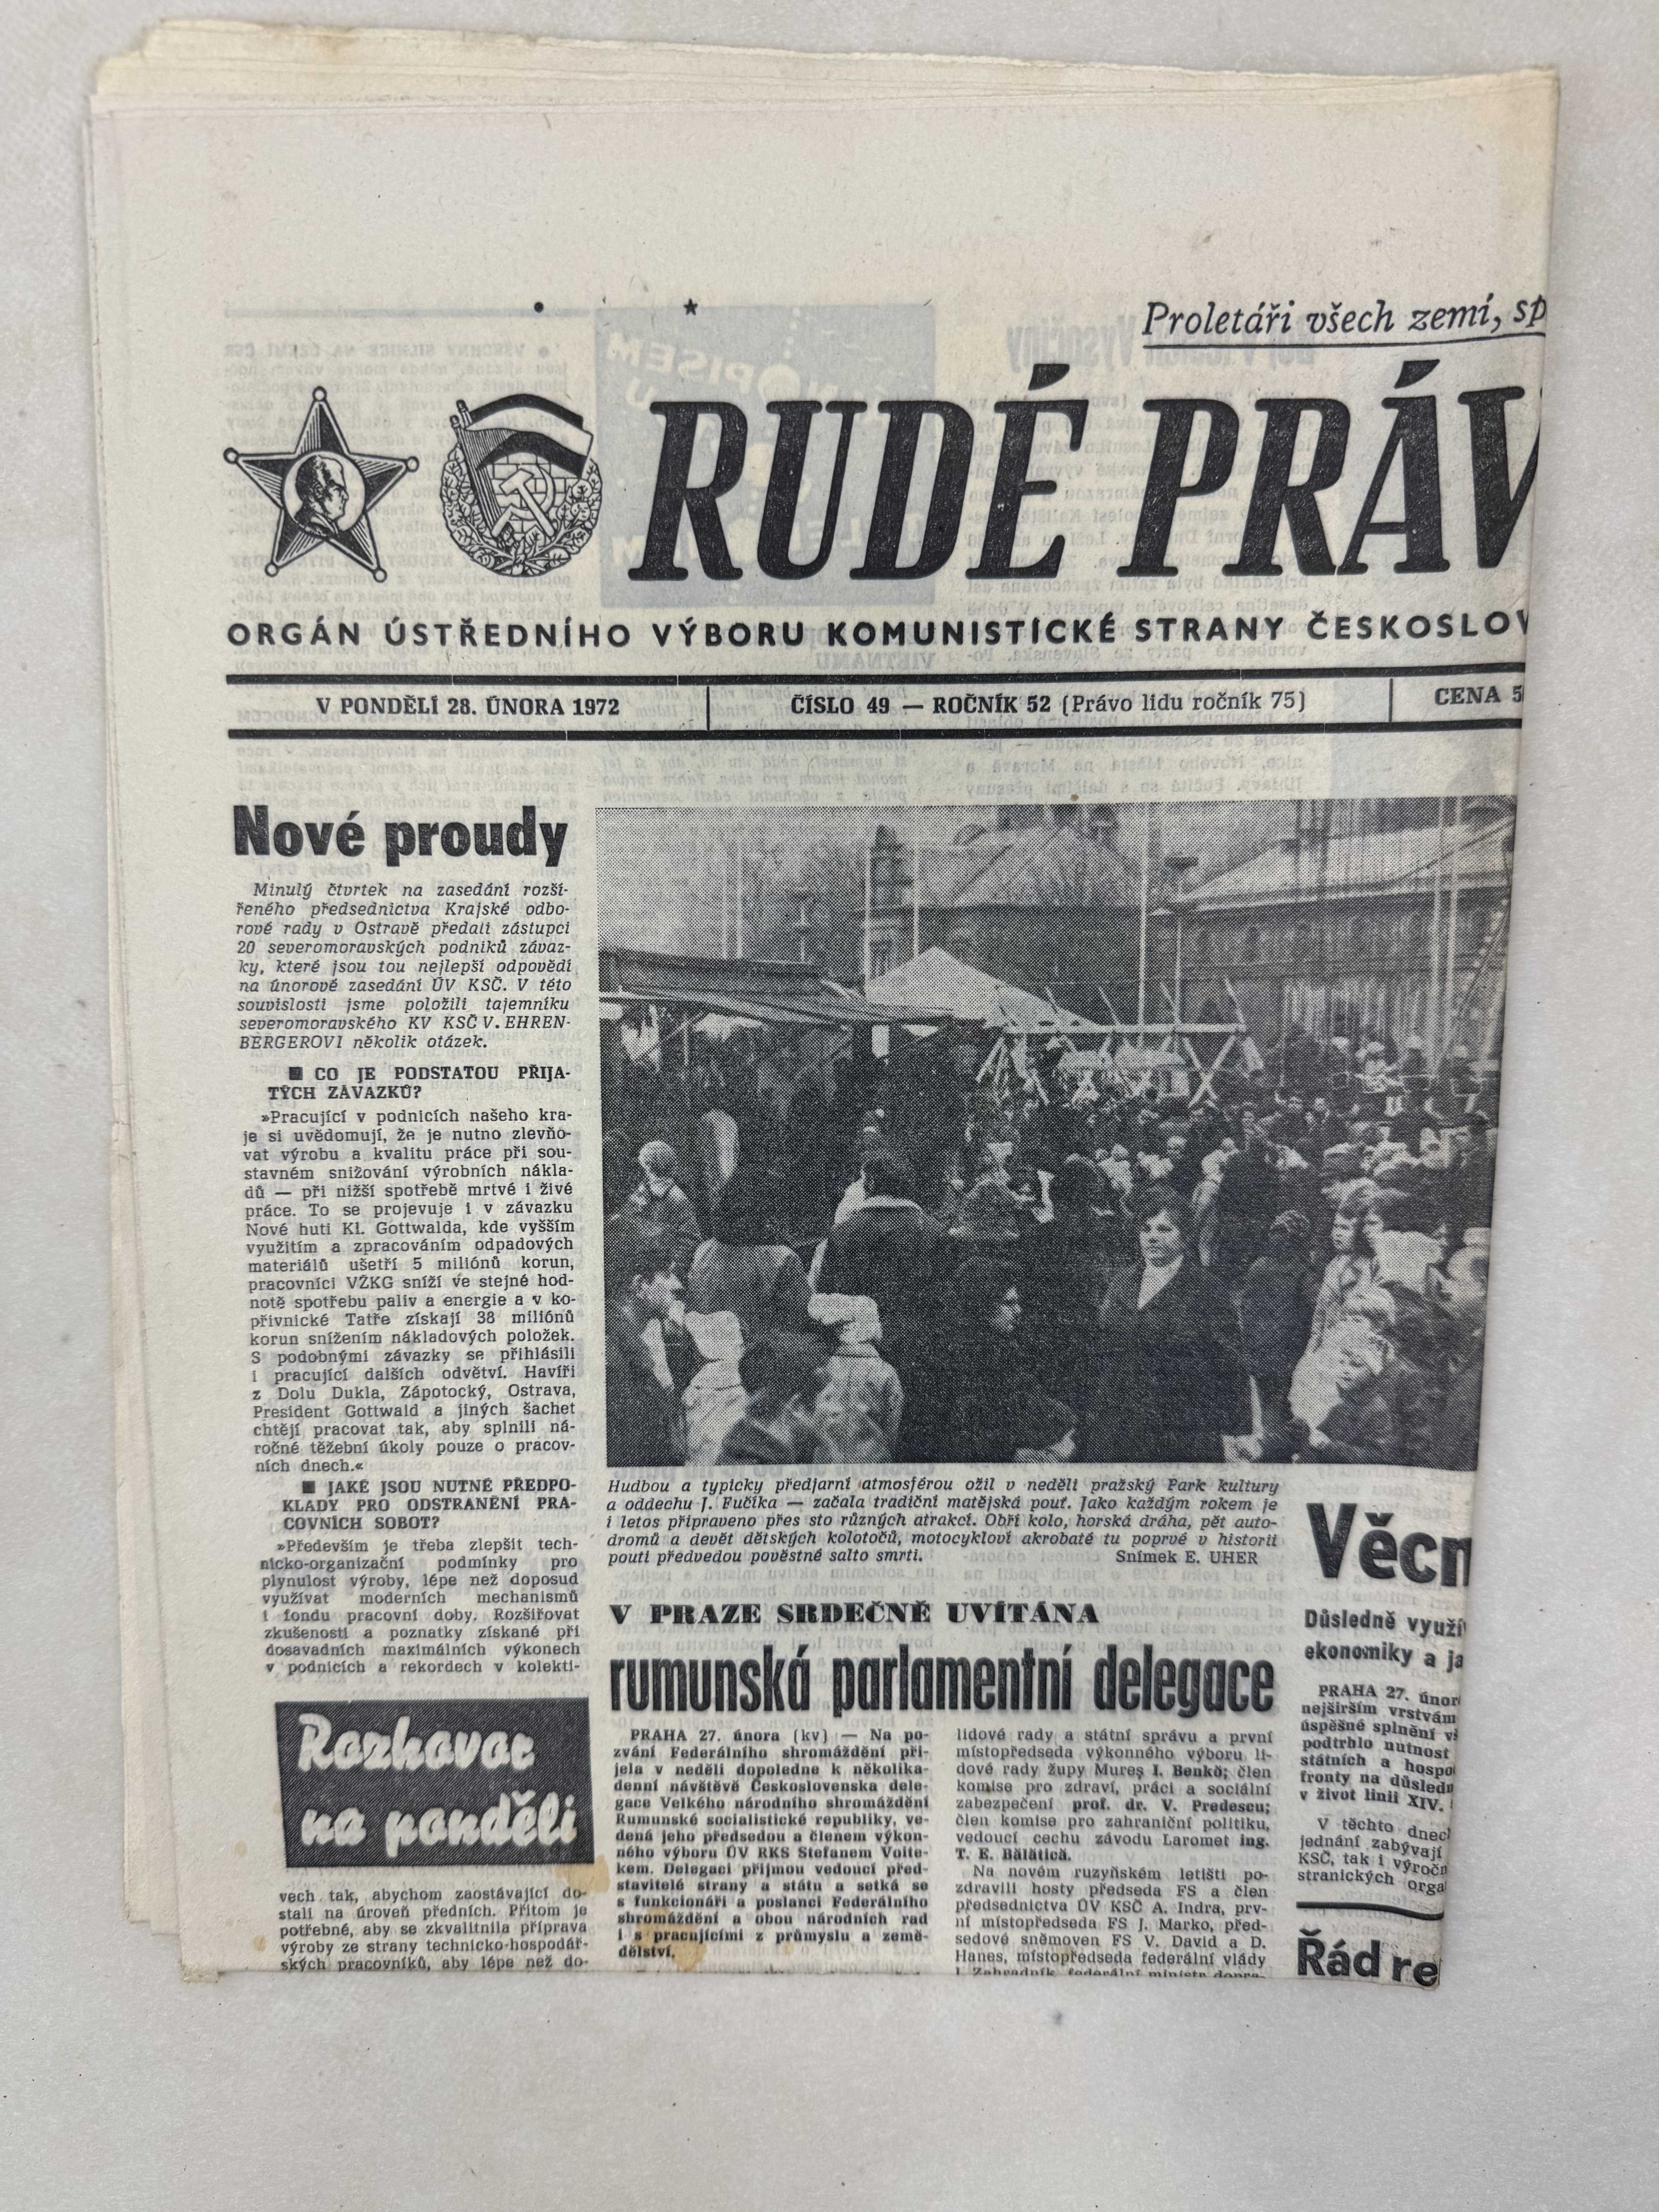 Proletáři všech zemí, sp
RUDÉ PRÁV
ORGÁN ÚSTŘEDNÍHO VÝBORU KOMUNISTICKÉ STRANY ČESKOSLOV
V PONDĚLÍ 28. ÚNORA 1972
ČÍSLO 49 — ROČNÍK 52 (Právo lidu ročník 75)
CENA 5
Nové proudy
Minulý čtvrtek na zasedání rozší-
řeného předsednictva Krajské odbo-
rové rady v Ostravě předali zástupci
20 severomoravských podniků závaz-
ky, které jsou tou nejlepší odpovědí
na únorové zasedání ÚV KSČ. V této
souvislosti jsme položili tajemníku
severomoravského KV KSČ V. EHREN-
BERGEROVI několik otázek.
■ CO JE PODSTATOU PŘIJA-
TÝCH ZÁVAZKŮ?
»Pracující v podnicích našeho kra-
je si uvědomují, že je nutno zlevňo-
vat výrobu a kvalitu práce při sou-
stavném snižování výrobních nákla-
dů — při nižší spotřebě mrtvé i živé
práce. To se projevuje i v závazku
Nové huti Kl. Gottwalda, kde vyšším
využitím a zpracováním odpadových
materiálů ušetří 5 miliónů korun,
pracovníci VŽKG sníží ve stejné hod-
notě spotřebu paliv a energie a v ko-
přivnické Tatře získají 38 miliónů
korun snížením nákladových položek.
S podobnými závazky se přihlásili
i pracující dalších odvětví. Havíři
z Dolu Dukla, Zápotocký, Ostrava,
President Gottwald a jiných šachet
chtějí pracovat tak, aby splnili ná-
ročné těžební úkoly pouze o pracov-
ních dnech.«
■ JAKÉ JSOU NUTNÉ PŘEDPO-
KLADY PRO ODSTRANĚNÍ PRA-
COVNÍCH SOBOT?
»Především je třeba zlepšit tech-
nicko-organizační podmínky pro
plynulost výroby, lépe než doposud
využívat moderních mechanismů
i fondu pracovní doby. Rozšiřovat
zkušenosti a poznatky získané při
dosavadních maximálních výkonech
v podnicích a rekordech v kolekti-
Rozhovor
na pondělí
vech tak, abychom zaostávající do-
stali na úroveň předních. Přitom je
potřebné, aby se zkvalitnila příprava
výroby ze strany technicko-hospodář-
ských pracovníků, aby lépe než do-
Hudbou a typicky předjarní atmosférou ožil v neděli pražský Park kultury
a oddechu J. Fučíka — začala tradiční matějská pouť. Jako každým rokem je
i letos připraveno přes sto různých atrakcí. Obří kolo, horská dráha, pět auto-
dromů a devět dětských kolotočů, motocykloví akrobaté tu poprvé v historii
pouti předvedou pověstné salto smrti.
Snímek E. UHER
V PRAZE SRDEČNĚ UVÍTÁNA
rumunská parlamentní delegace
PRAHA 27. února (kv) — Na po-
zvání Federálního shromáždění při-
jela v neděli dopoledne k několika-
denní návštěvě Československa dele-
gace Velkého národního shromáždění
Rumunské socialistické republiky, ve-
dená jeho předsedou a členem výkon-
ného výboru ÚV RKS Stefanem Voite-
kem. Delegaci přijmou vedoucí před-
stavitelé strany a státu a setká se
s funkcionáři a poslanci Federálního
shromáždění a obou národních rad
i s pracujícími z průmyslu a země-
dělství.
lidové rady a státní správu a první
místopředseda výkonného výboru li-
dové rady župy Mureş I. Benkö; člen
komise pro zdraví, práci a sociální
zabezpečení prof. dr. V. Predescu;
člen komise pro zahraniční politiku,
vedoucí cechu závodu Laromet ing.
T. E. Bălătică.
Na novém ruzyňském letišti po-
zdravili hosty předseda FS a člen
předsednictva ÚV KSČ A. Indra, prv-
ní místopředseda FS J. Marko, před-
sedové sněmoven FS V. David a D.
Hanes, místopředseda federální vlády
J. Zahradník, federální ministr dopra-
Věcn
Důsledně využí
ekonomiky a ja
PRAHA 27. únor
nejširším vrstvám
úspěšné splnění vš
podtrhlo nutnost
státních a hospo
fronty na důsledn
v život linii XIV.
V těchto dnech
jednání zabývají
KSČ, tak i výročn
stranických orga
Řád re